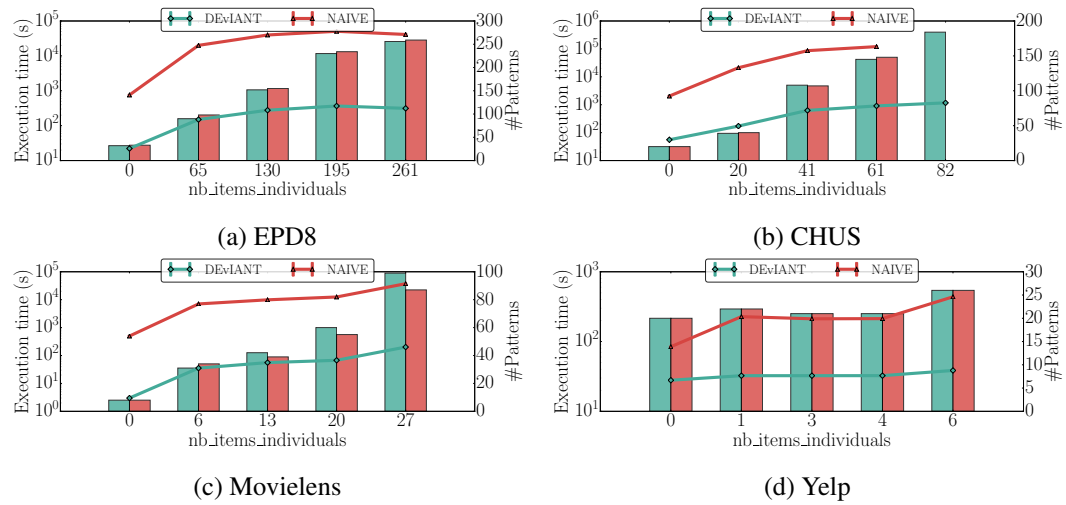 DEvIANT NAIVE
10^5
10^4
10^3
10^2
10^1
Execution time (s)
300
250
200
150
100
50
0
#Patterns
0 65 130 195 261
nb_items_individuals
(a) EPD8
DEvIANT NAIVE
10^6
10^5
10^4
10^3
10^2
10^1
Execution time (s)
200
150
100
50
0
#Patterns
0 20 41 61 82
nb_items_individuals
(b) CHUS
DEvIANT NAIVE
10^5
10^4
10^3
10^2
10^1
10^0
Execution time (s)
100
80
60
40
20
0
#Patterns
0 6 13 20 27
nb_items_individuals
(c) Movielens
DEvIANT NAIVE
10^3
10^2
10^1
Execution time (s)
30
25
20
15
10
5
0
#Patterns
0 1 3 4 6
nb_items_individuals
(d) Yelp